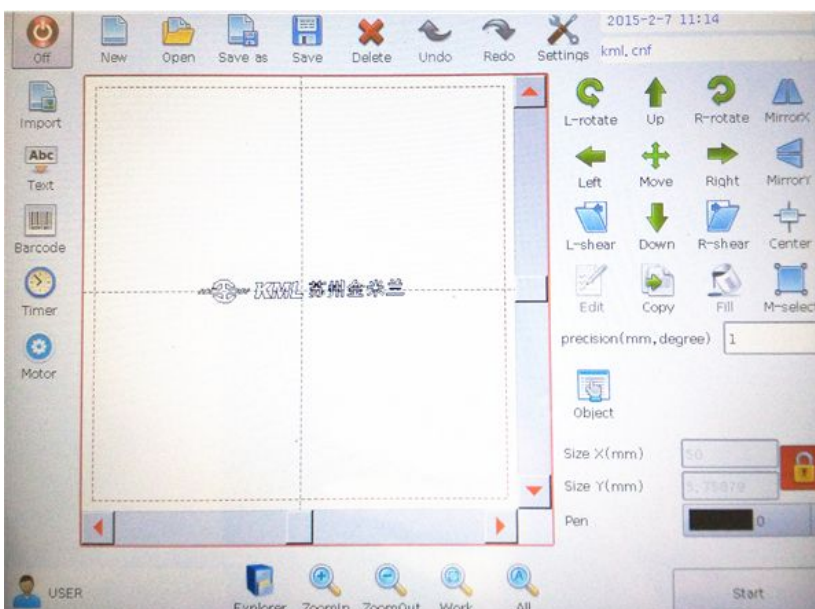 2015-2-7 11:14
Off New Open Save as Save Delete Undo Redo Settings kml.cnf
Import
Abc
Text
Barcode
Timer
Motor
L-rotate Up R-rotate MirrorX
Left Move Right MirrorY
L-shear Down R-shear Center
Edit Copy Fill M-select
KML 苏州金米兰
precision(mm,degree) 1
Object
Size X(mm) 50
Size Y(mm)
Pen 0
USER Explorer ZoomIn ZoomOut Work All Start